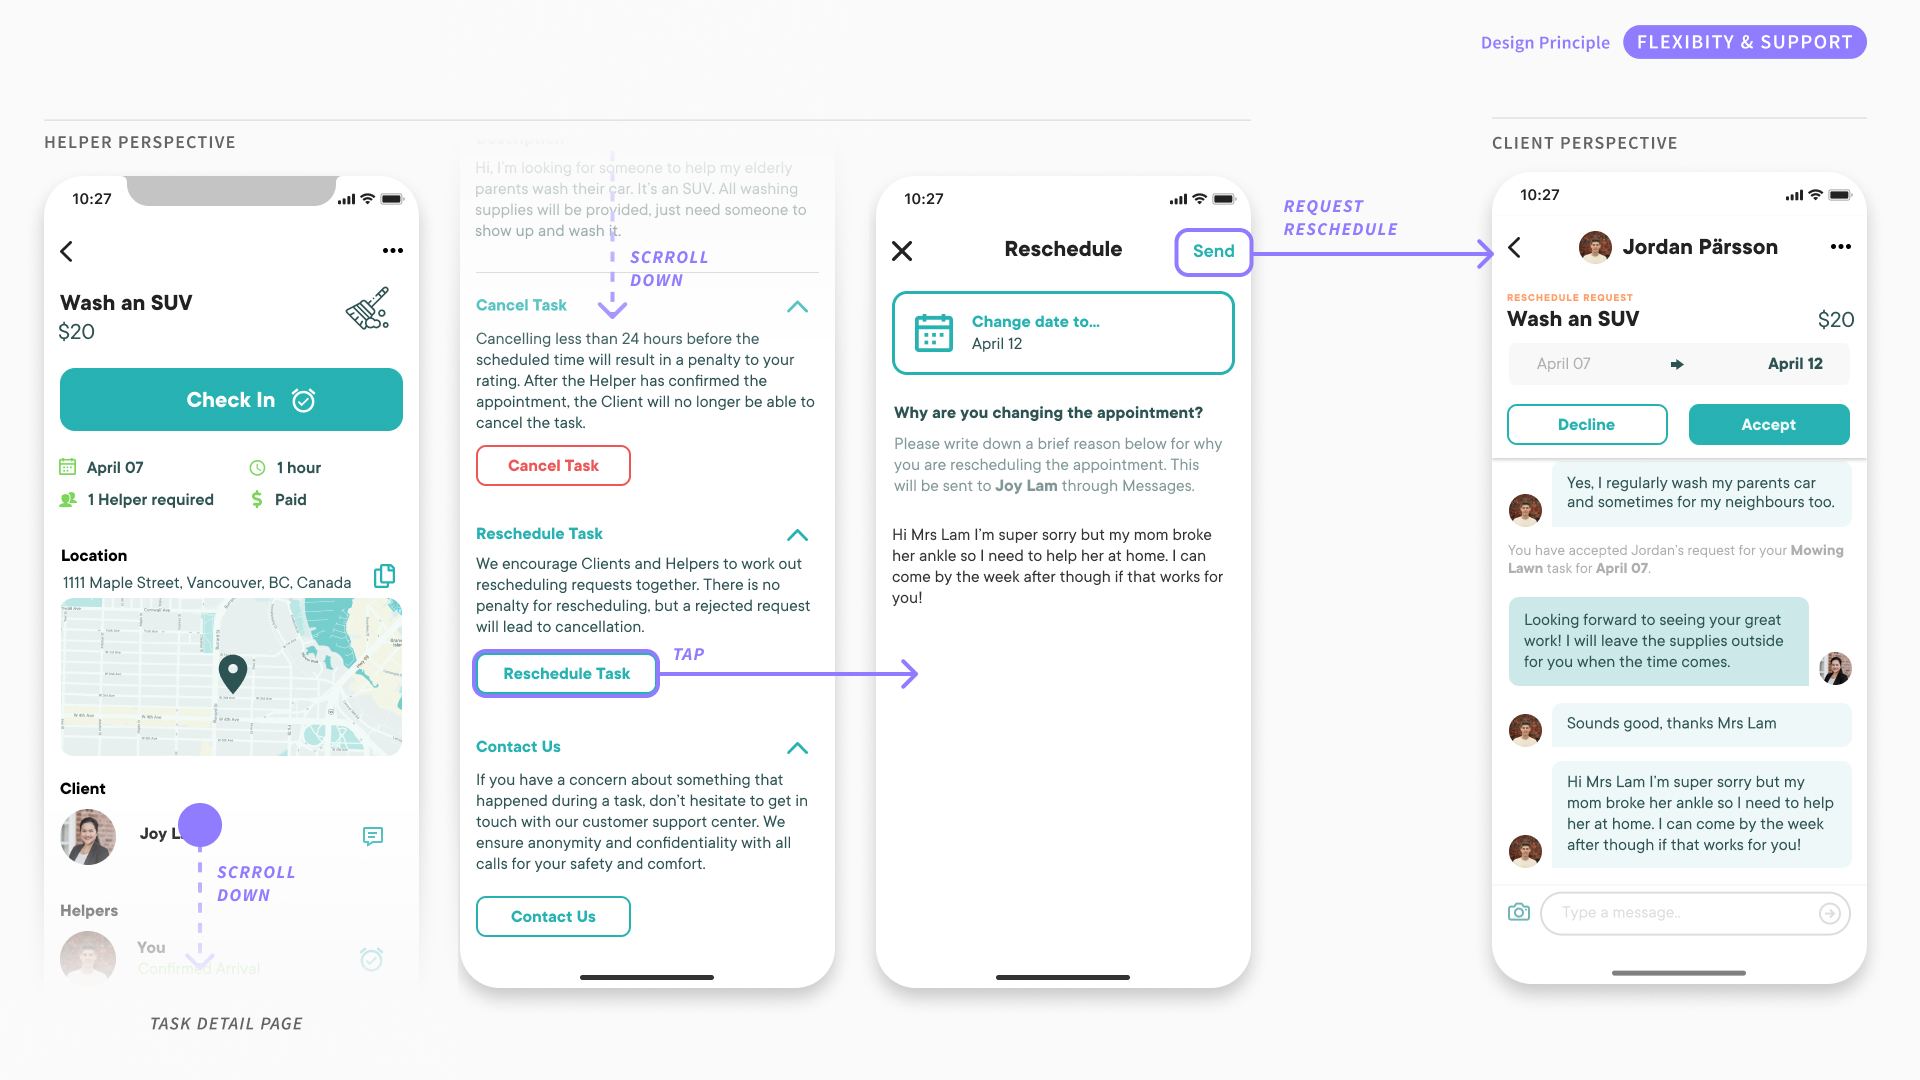 Design Principle
FLEXIBITY & SUPPORT
HELPER PERSPECTIVE
10:27
Wash an SUV
$20
Check In
April 07
1 hour
1 Helper required
Paid
Location
1111 Maple Street, Vancouver, BC, Canada
Client
Joy L
SCRROLL
DOWN
Helpers
You
Confirmed Arrival
TASK DETAIL PAGE
Description
Hi, I'm looking for someone to help my elderly
parents wash their car. It's an SUV. All washing
supplies will be provided, just need someone to
show up and wash it.
SCRROLL
DOWN
Cancel Task
Cancelling less than 24 hours before the
scheduled time will result in a penalty to your
rating. After the Helper has confirmed the
appointment, the Client will no longer be able to
cancel the task.
Cancel Task
Reschedule Task
We encourage Clients and Helpers to work out
rescheduling requests together. There is no
penalty for rescheduling, but a rejected request
will lead to cancellation.
Reschedule Task
TAP
Contact Us
If you have a concern about something that
happened during a task, don't hesitate to get in
touch with our customer support center. We
ensure anonymity and confidentiality with all
calls for your safety and comfort.
Contact Us
10:27
Reschedule
Send
Change date to...
April 12
Why are you changing the appointment?
Please write down a brief reason below for why
you are rescheduling the appointment. This
will be sent to Joy Lam through Messages.
Hi Mrs Lam I'm super sorry but my mom broke
her ankle so I need to help her at home. I can
come by the week after though if that works for
you!
REQUEST
RESCHEDULE
CLIENT PERSPECTIVE
10:27
Jordan Pärsson
RESCHEDULE REQUEST
Wash an SUV
$20
April 07
April 12
Decline
Accept
Yes, I regularly wash my parents car
and sometimes for my neighbours too.
You have accepted Jordan's request for your Mowing
Lawn task for April 07.
Looking forward to seeing your great
work! I will leave the supplies outside
for you when the time comes.
Sounds good, thanks Mrs Lam
Hi Mrs Lam I'm super sorry but my
mom broke her ankle so I need to help
her at home. I can come by the week
after though if that works for you!
Type a message..